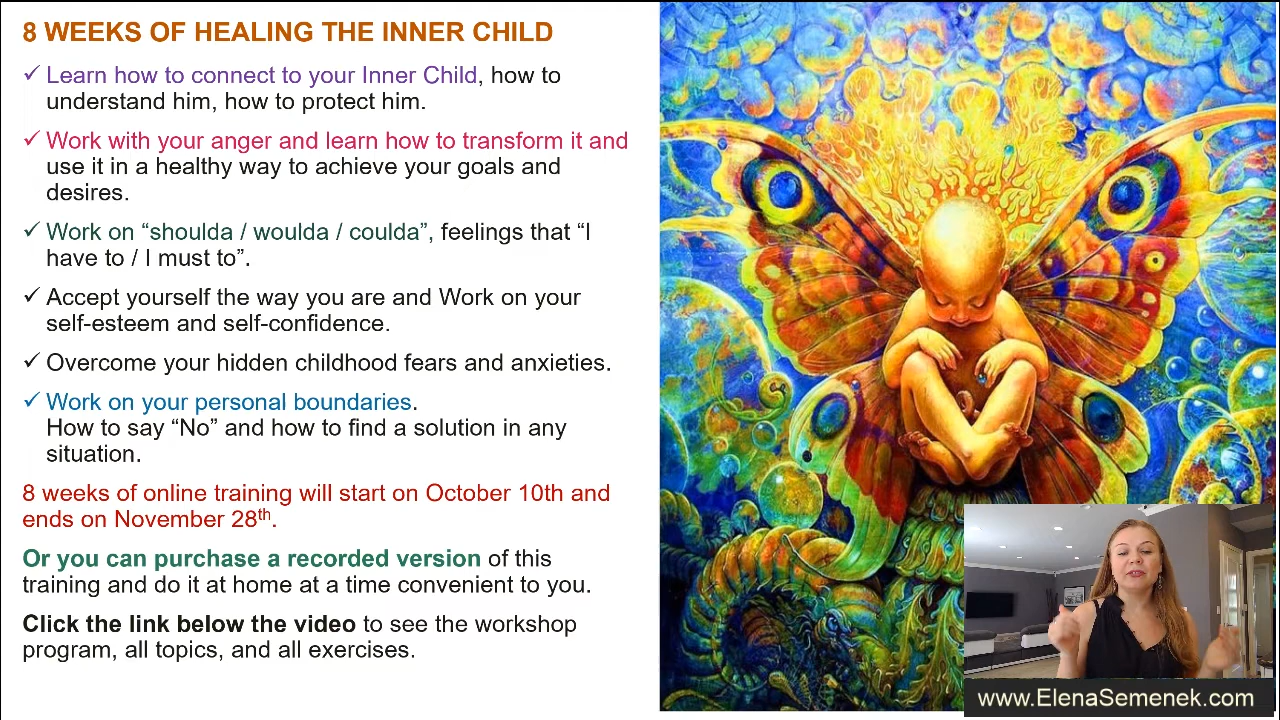 8 WEEKS OF HEALING THE INNER CHILD
✓ Learn how to connect to your Inner Child, how to
understand him, how to protect him.
✓ Work with your anger and learn how to transform it and
use it in a healthy way to achieve your goals and
desires.
✓ Work on “shoulda / woulda / coulda”, feelings that “I
have to / I must to”.
✓ Accept yourself the way you are and Work on your
self-esteem and self-confidence.
✓ Overcome your hidden childhood fears and anxieties.
✓ Work on your personal boundaries.
How to say “No” and how to find a solution in any
situation.
8 weeks of online training will start on October 10th and
ends on November 28th.
Or you can purchase a recorded version of this
training and do it at home at a time convenient to you.
Click the link below the video to see the workshop
program, all topics, and all exercises.
www.ElenaSemenek.com